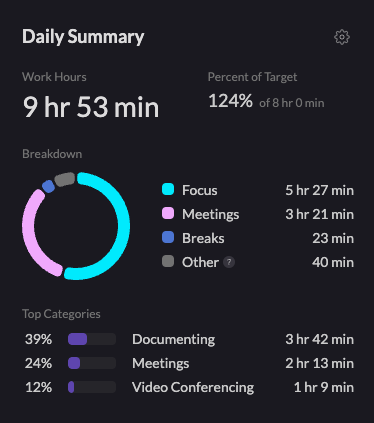 Daily Summary
Work Hours
Percent of Target
9 hr 53 min
124% of 8 hr 0 min
Breakdown
Focus 5 hr 27 min
Meetings 3 hr 21 min
Breaks 23 min
Other ? 40 min
Top Categories
39% Documenting 3 hr 42 min
24% Meetings 2 hr 13 min
12% Video Conferencing 1 hr 9 min